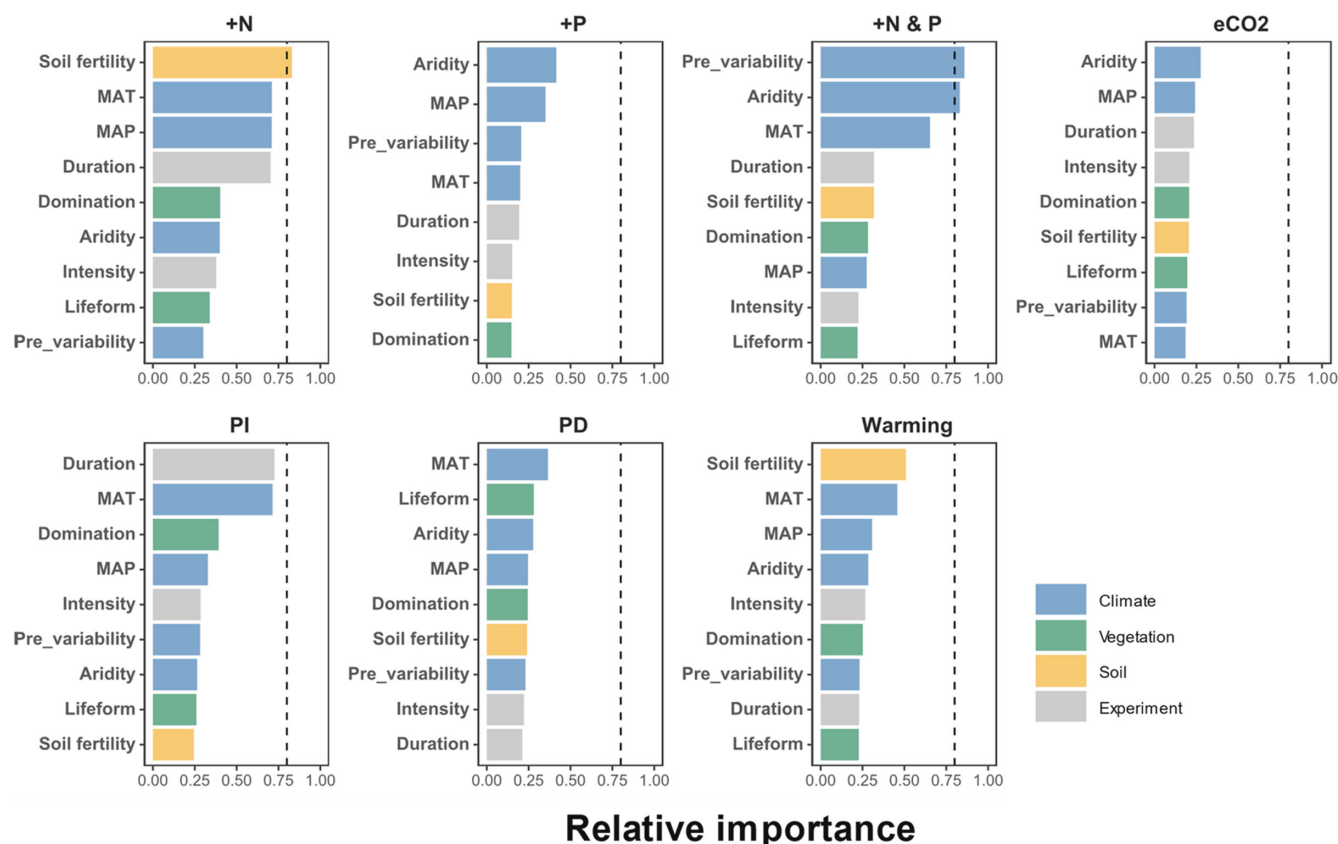 +N
Soil fertility
MAT
MAP
Duration
Domination
Aridity
Intensity
Lifeform
Pre_variability
0.00 0.25 0.50 0.75 1.00
+P
Aridity
MAP
Pre_variability
MAT
Duration
Intensity
Soil fertility
Domination
0.00 0.25 0.50 0.75 1.00
+N & P
Pre_variability
Aridity
MAT
Duration
Soil fertility
Domination
MAP
Intensity
Lifeform
0.00 0.25 0.50 0.75 1.00
eCO2
Aridity
MAP
Duration
Intensity
Domination
Soil fertility
Lifeform
Pre_variability
MAT
0.00 0.25 0.50 0.75 1.00
PI
Duration
MAT
Domination
MAP
Intensity
Pre_variability
Aridity
Lifeform
Soil fertility
0.00 0.25 0.50 0.75 1.00
PD
MAT
Lifeform
Aridity
MAP
Domination
Soil fertility
Pre_variability
Intensity
Duration
0.00 0.25 0.50 0.75 1.00
Warming
Soil fertility
MAT
MAP
Aridity
Intensity
Domination
Pre_variability
Duration
Lifeform
0.00 0.25 0.50 0.75 1.00
Climate
Vegetation
Soil
Experiment
Relative importance